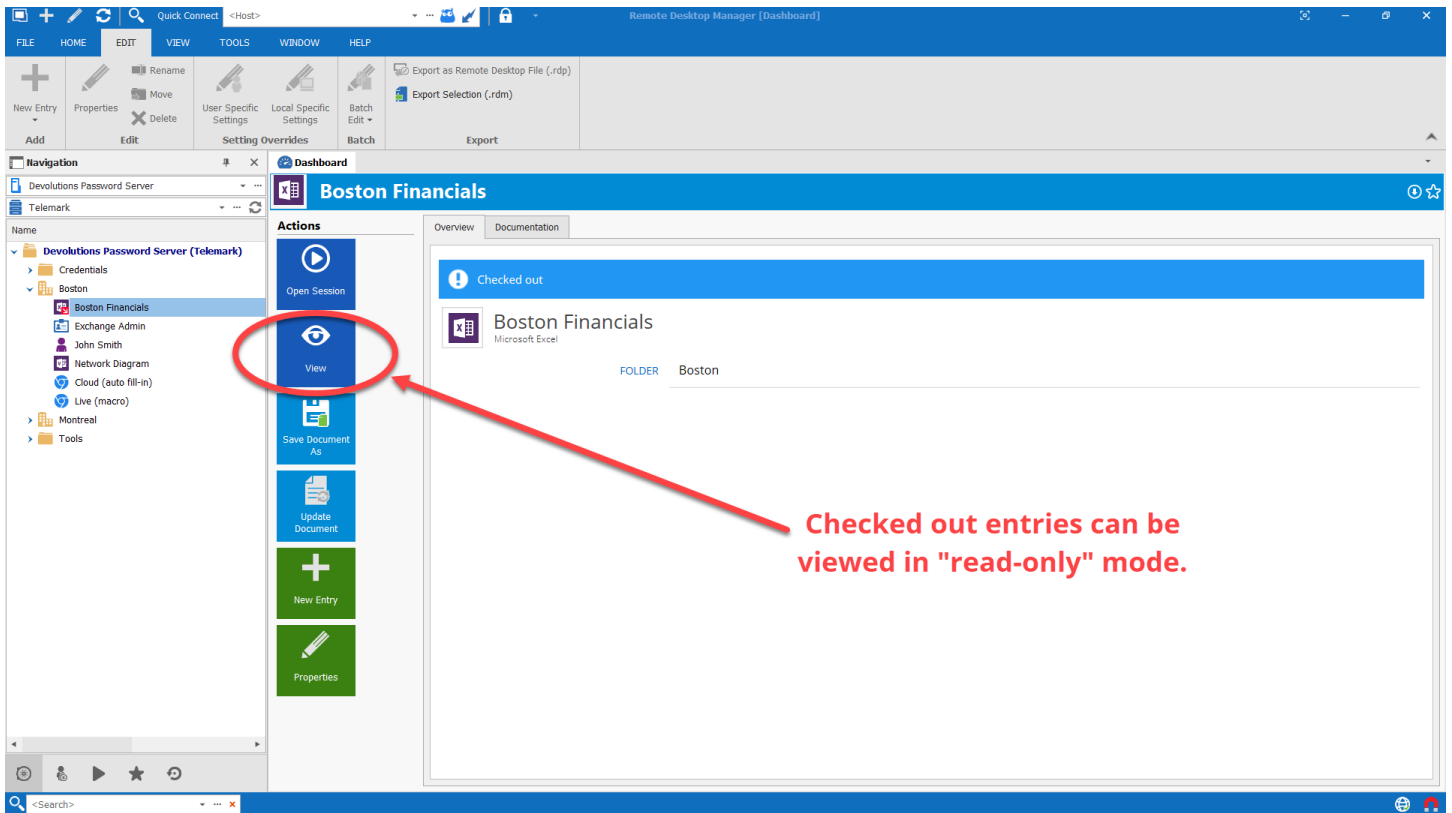 Quick Connect <Host>
Remote Desktop Manager [Dashboard]
FILE HOME EDIT VIEW TOOLS WINDOW HELP
New Entry
Properties
Rename
Move
Delete
User Specific
Settings
Local Specific
Settings
Batch
Edit
Export as Remote Desktop File (.rdp)
Export Selection (.rdm)
Add Edit Setting Overrides Batch Export
Navigation
Devolutions Password Server
Telemark
Name
Devolutions Password Server (Telemark)
Credentials
Boston
Boston Financials
Exchange Admin
John Smith
Network Diagram
Cloud (auto fill-in)
Live (macro)
Montreal
Tools
<Search>
Dashboard
Boston Financials
Actions
Open Session
View
Save Document
As
Update
Document
New Entry
Properties
Overview Documentation
Checked out
Boston Financials
Microsoft Excel
FOLDER Boston
Checked out entries can be
viewed in "read-only" mode.